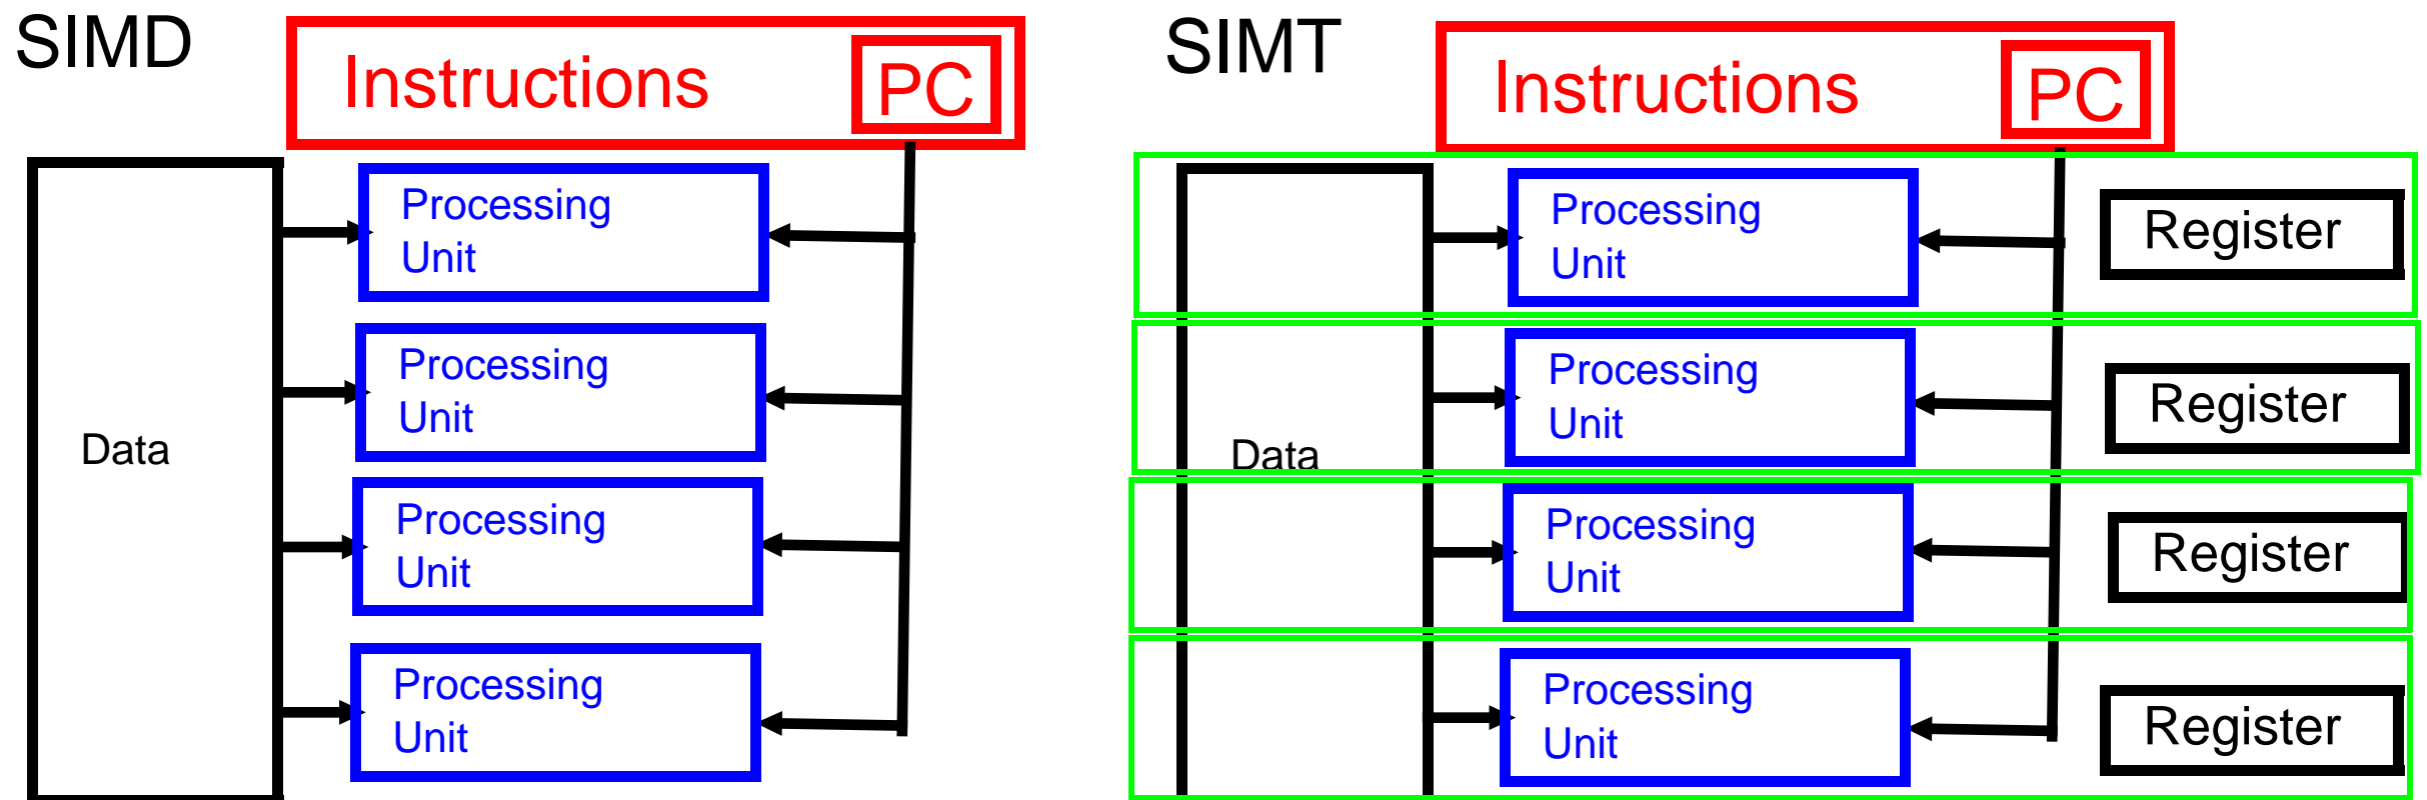 SIMD
Instructions PC
Processing
Unit
Processing
Unit
Data
Processing
Unit
Processing
Unit
SIMT
Instructions PC
Processing
Unit
Register
Processing
Unit
Register
Data
Processing
Unit
Register
Processing
Unit
Register